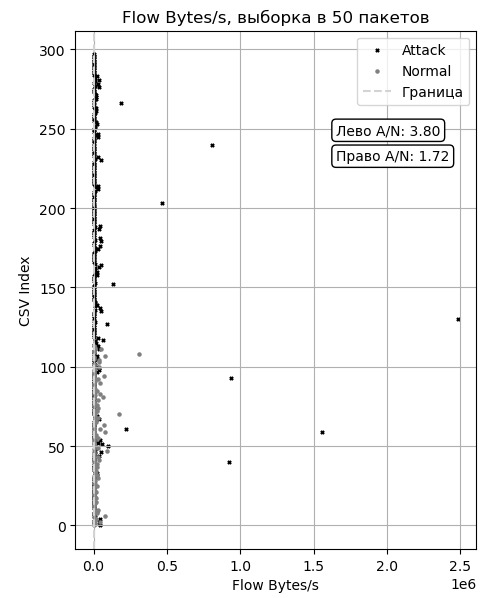 Flow Bytes/s, выборка в 50 пакетов
Attack
Normal
Граница
Лево A/N: 3.80
Право A/N: 1.72
CSV Index
300
250
200
150
100
50
0
0.0 0.5 1.0 1.5 2.0 2.5
1e6
Flow Bytes/s